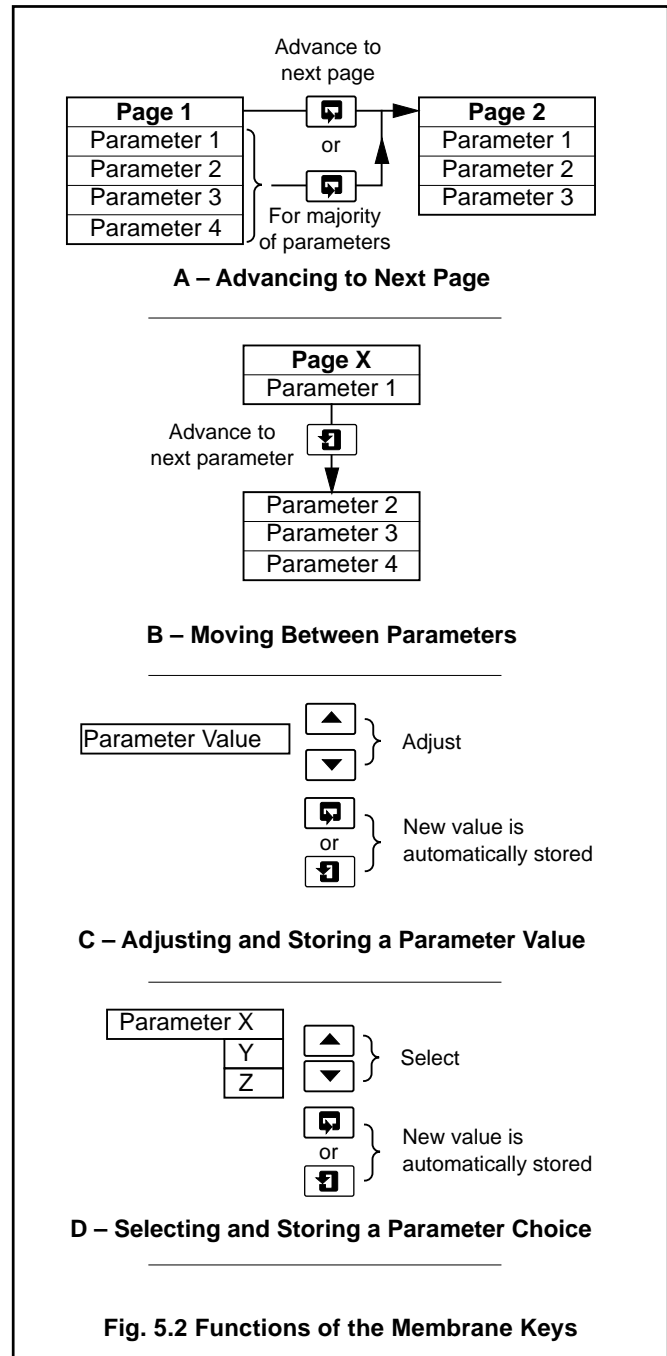 Advance to
next page
Page 1
Page 2
Parameter 1
or
Parameter 1
Parameter 2
Parameter 2
Parameter 3
Parameter 3
Parameter 4
For majority
of parameters
A – Advancing to Next Page
Page X
Parameter 1
Advance to
next parameter
Parameter 2
Parameter 3
Parameter 4
B – Moving Between Parameters
Parameter Value
Adjust
or
New value is
automatically stored
C – Adjusting and Storing a Parameter Value
Parameter X
Y
Z
Select
or
New value is
automatically stored
D – Selecting and Storing a Parameter Choice
Fig. 5.2 Functions of the Membrane Keys